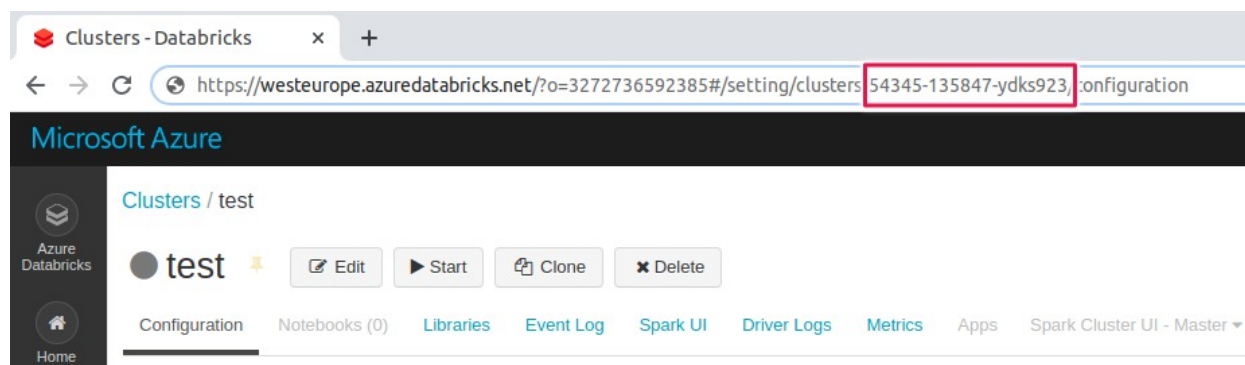 Clusters - Databricks × +
https://westeurope.azuredatabricks.net/?o=3272736592385#/setting/clusters/54345-135847-ydks923/configuration
Microsoft Azure
Clusters / test
Azure
Databricks
test Edit Start Clone Delete
Configuration Notebooks (0) Libraries Event Log Spark UI Driver Logs Metrics Apps Spark Cluster UI - Master
Home